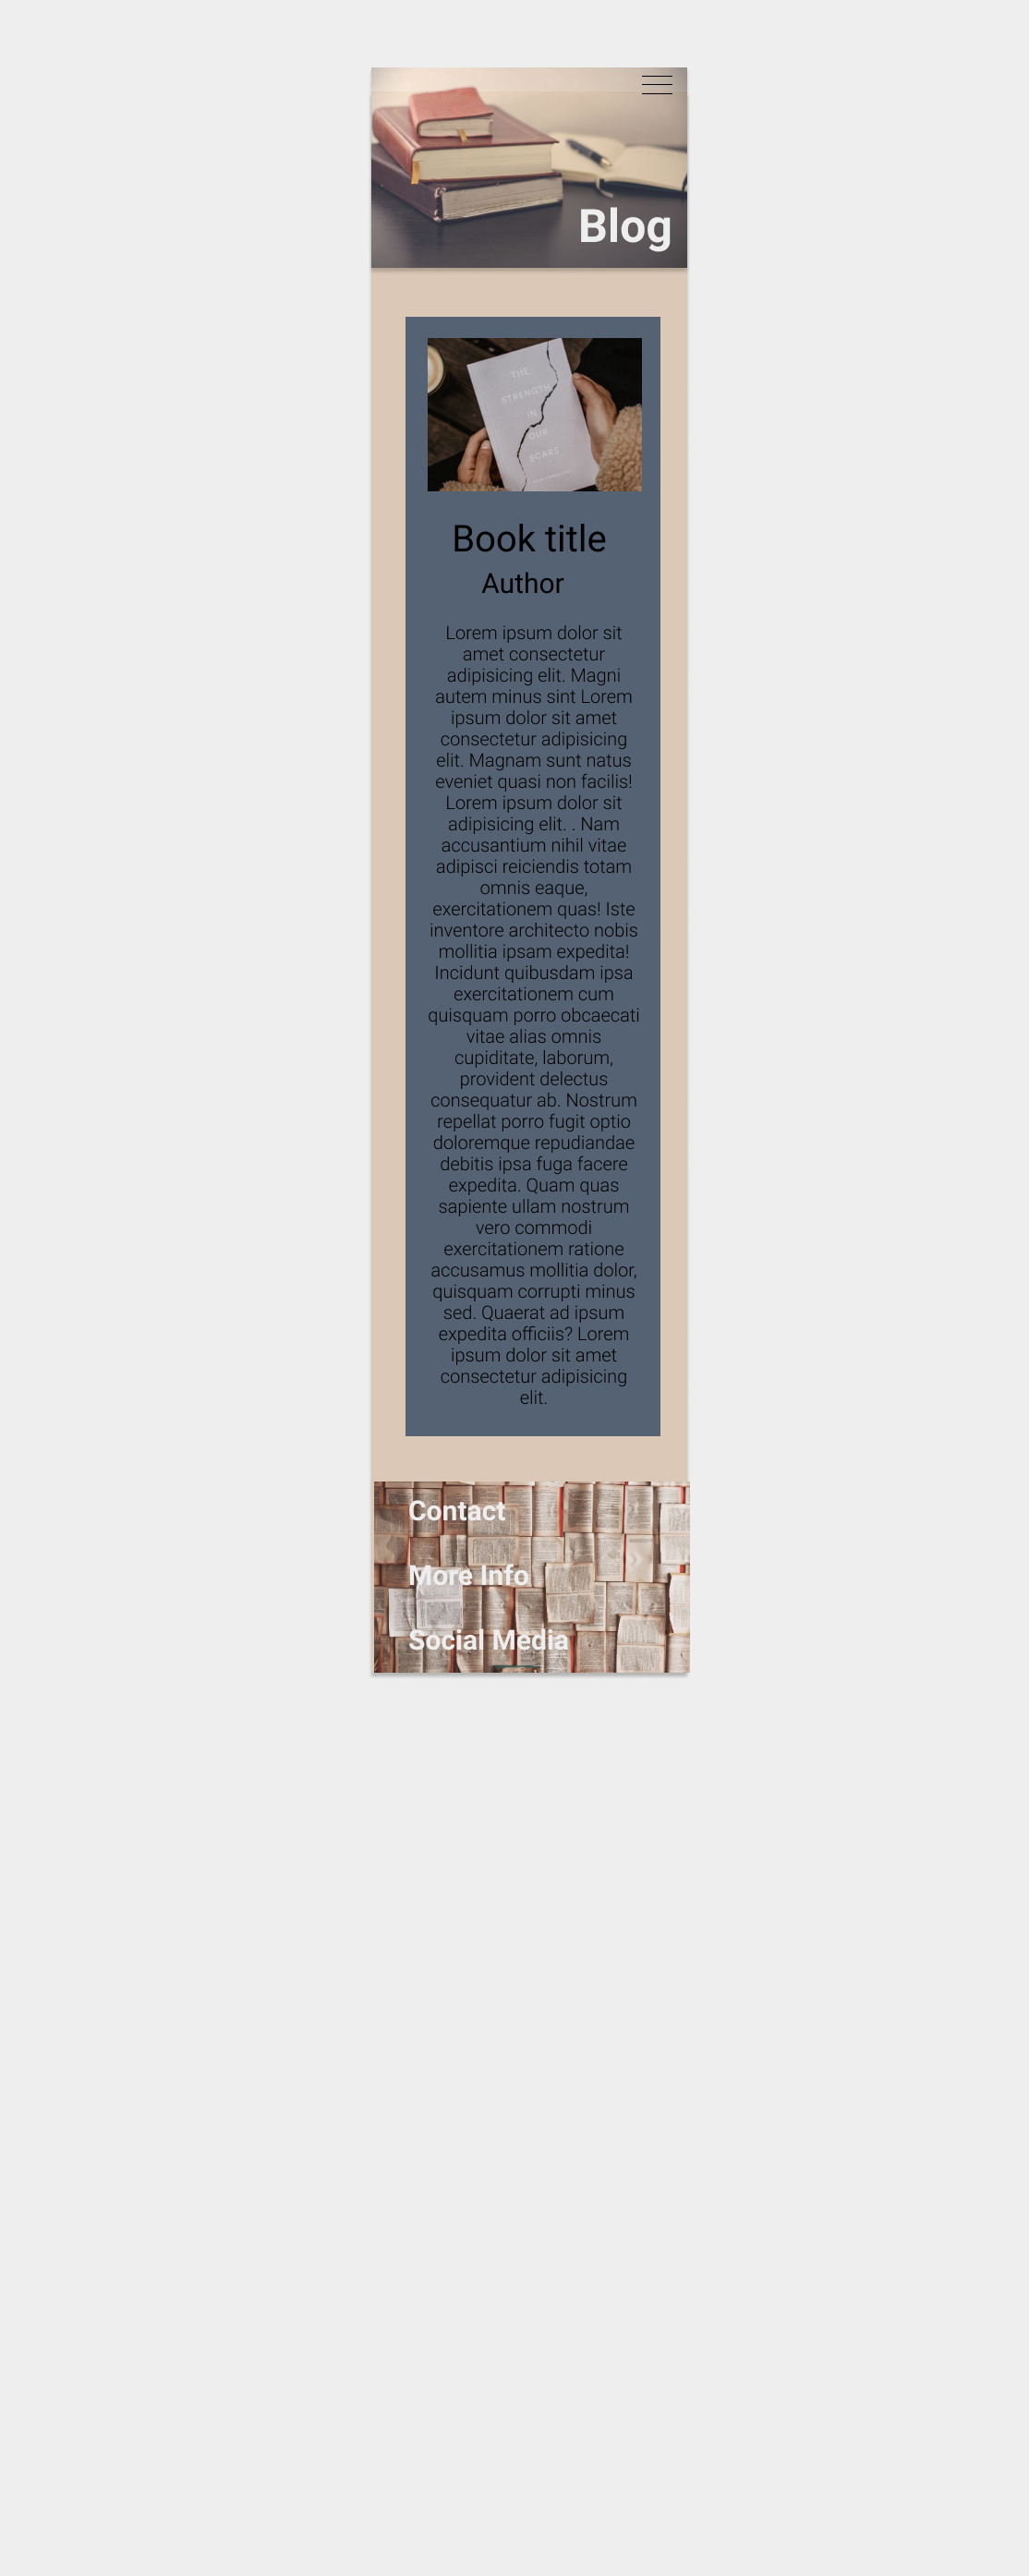 Blog
THE
STRENGTH
IN
OUR
SCARS
Book title
Author
Lorem ipsum dolor sit
amet consectetur
adipisicing elit. Magni
autem minus sint Lorem
ipsum dolor sit amet
consectetur adipisicing
elit. Magnam sunt natus
eveniet quasi non facilis!
Lorem ipsum dolor sit
adipisicing elit. . Nam
accusantium nihil vitae
adipisci reiciendis totam
omnis eaque,
exercitationem quas! Iste
inventore architecto nobis
mollitia ipsam expedita!
Incidunt quibusdam ipsa
exercitationem cum
quisquam porro obcaecati
vitae alias omnis
cupiditate, laborum,
provident delectus
consequatur ab. Nostrum
repellat porro fugit optio
doloremque repudiandae
debitis ipsa fuga facere
expedita. Quam quas
sapiente ullam nostrum
vero commodi
exercitationem ratione
accusamus mollitia dolor,
quisquam corrupti minus
sed. Quaerat ad ipsum
expedita officiis? Lorem
ipsum dolor sit amet
consectetur adipisicing
elit.
Contact
More Info
Social Media